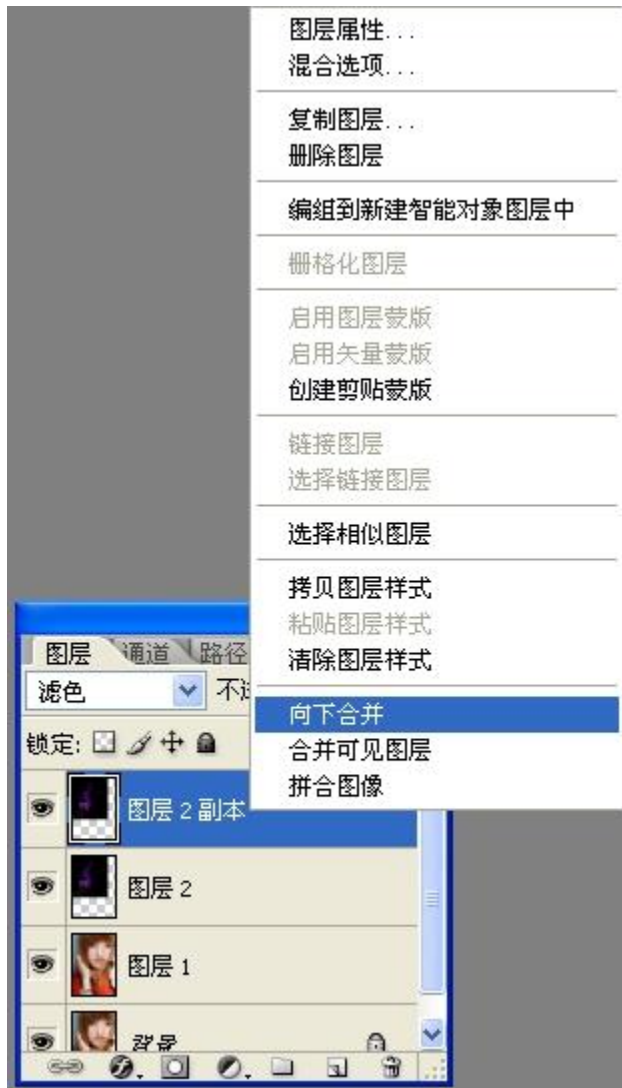 图层属性...
混合选项...
复制图层...
删除图层
编组到新建智能对象图层中
栅格化图层
启用图层蒙版
启用矢量蒙版
创建剪贴蒙版
链接图层
选择链接图层
选择相似图层
拷贝图层样式
粘贴图层样式
清除图层样式
向下合并
合并可见图层
拼合图像
图层 通道 路径
滤色 不
锁定:
图层 2 副本
图层 2
图层 1
背景